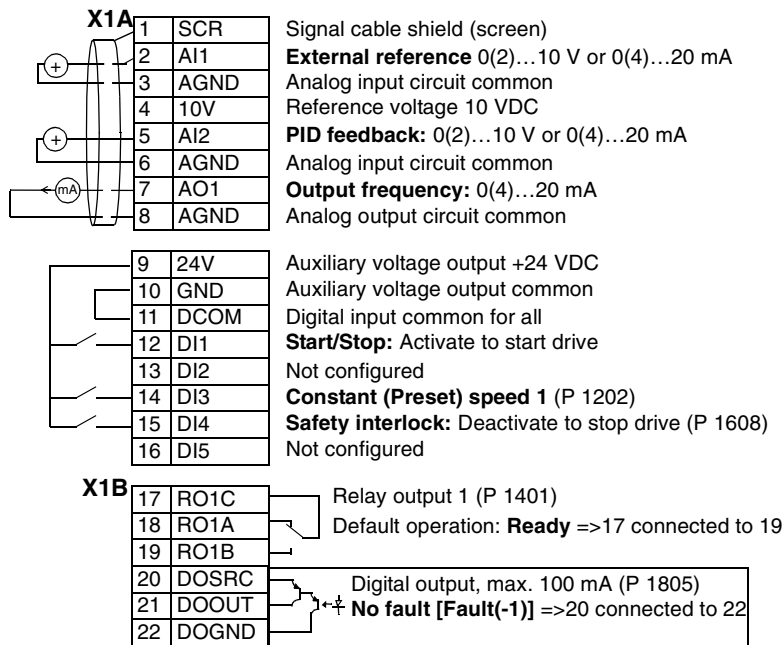 X1A
1 SCR Signal cable shield (screen)
2 AI1 External reference 0(2)…10 V or 0(4)…20 mA
3 AGND Analog input circuit common
4 10V Reference voltage 10 VDC
5 AI2 PID feedback: 0(2)…10 V or 0(4)…20 mA
6 AGND Analog input circuit common
mA 7 AO1 Output frequency: 0(4)…20 mA
8 AGND Analog output circuit common
9 24V Auxiliary voltage output +24 VDC
10 GND Auxiliary voltage output common
11 DCOM Digital input common for all
12 DI1 Start/Stop: Activate to start drive
13 DI2 Not configured
14 DI3 Constant (Preset) speed 1 (P 1202)
15 DI4 Safety interlock: Deactivate to stop drive (P 1608)
16 DI5 Not configured
X1B
17 RO1C Relay output 1 (P 1401)
18 RO1A Default operation: Ready =>17 connected to 19
19 RO1B
20 DOSRC Digital output, max. 100 mA (P 1805)
21 DOOUT No fault [Fault(-1)] =>20 connected to 22
22 DOGND